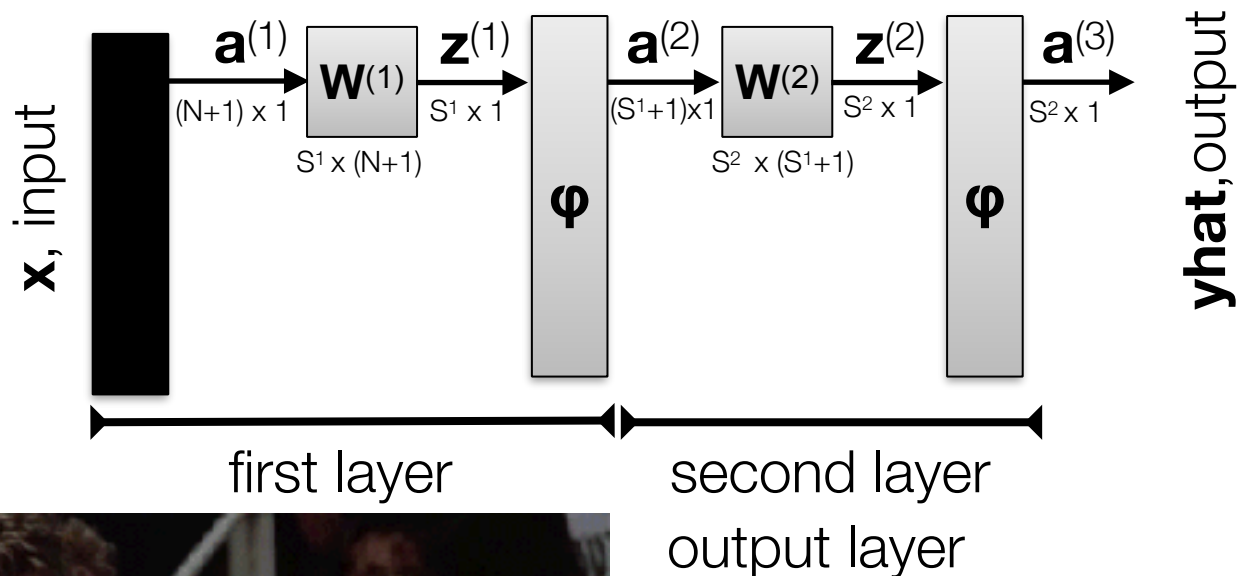 x, input
a(1)
(N+1) x 1
W(1)
S¹ x (N+1)
z(1)
S¹ x 1
φ
a(2)
(S¹+1)x1
W(2)
S² x (S¹+1)
z(2)
S² x 1
φ
a(3)
S² x 1
yhat,output
first layer
second layer
output layer